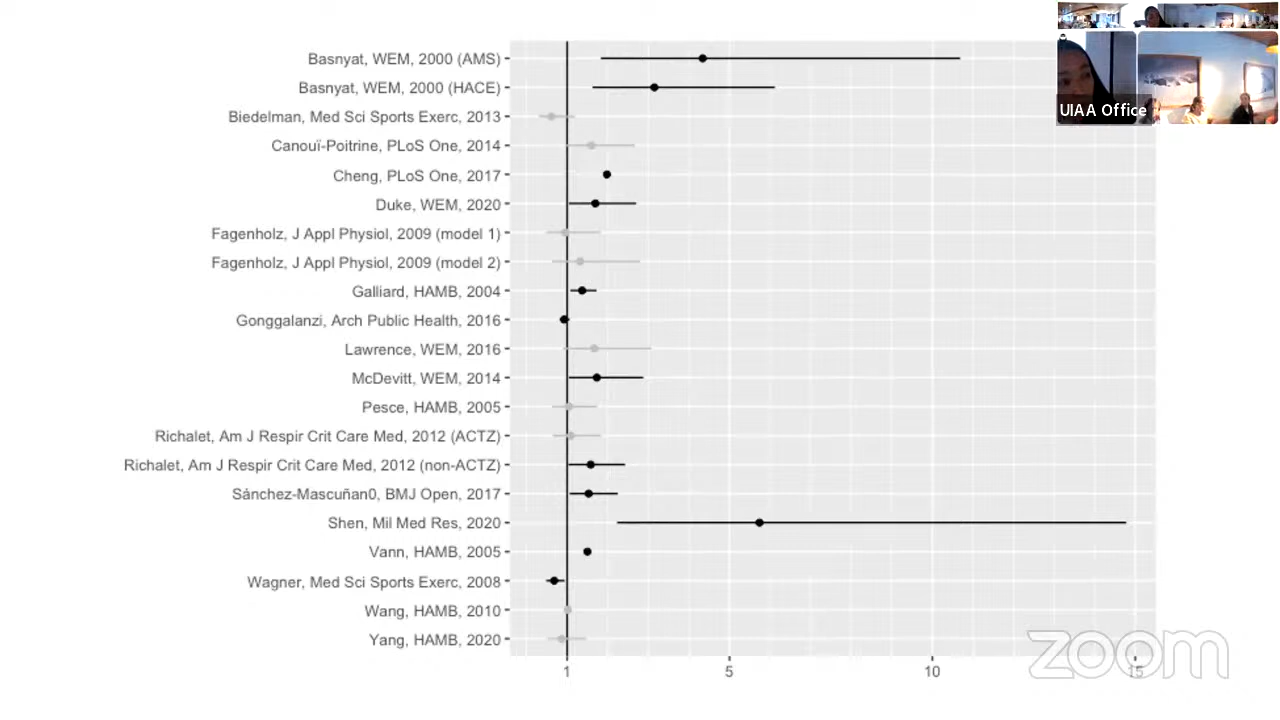 Basnyat, WEM, 2000 (AMS)
Basnyat, WEM, 2000 (HACE)
Biedelman, Med Sci Sports Exerc, 2013
Canouï-Poitrine, PLoS One, 2014
Cheng, PLoS One, 2017
Duke, WEM, 2020
Fagenholz, J Appl Physiol, 2009 (model 1)
Fagenholz, J Appl Physiol, 2009 (model 2)
Galliard, HAMB, 2004
Gonggalanzi, Arch Public Health, 2016
Lawrence, WEM, 2016
McDevitt, WEM, 2014
Pesce, HAMB, 2005
Richalet, Am J Respir Crit Care Med, 2012 (ACTZ)
Richalet, Am J Respir Crit Care Med, 2012 (non-ACTZ)
Sánchez-Mascuñan0, BMJ Open, 2017
Shen, Mil Med Res, 2020
Vann, HAMB, 2005
Wagner, Med Sci Sports Exerc, 2008
Wang, HAMB, 2010
Yang, HAMB, 2020
1 5 10 15
UIAA Office
zoom